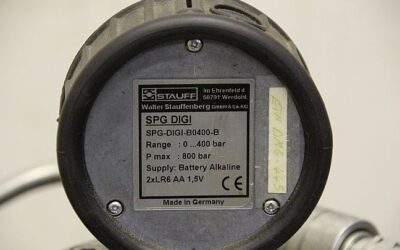 STAUFF
im Ehrenfeld 4
58791 Werdohl
Walter Stauffenberg GmbH & Co.KG
SPG DIGI
SPG-DIGI-B0400-B
Range : 0 ...400 bar
P max : 800 bar
Supply: Battery Alkaline
2xLR6 AA 1,5V
Made in Germany